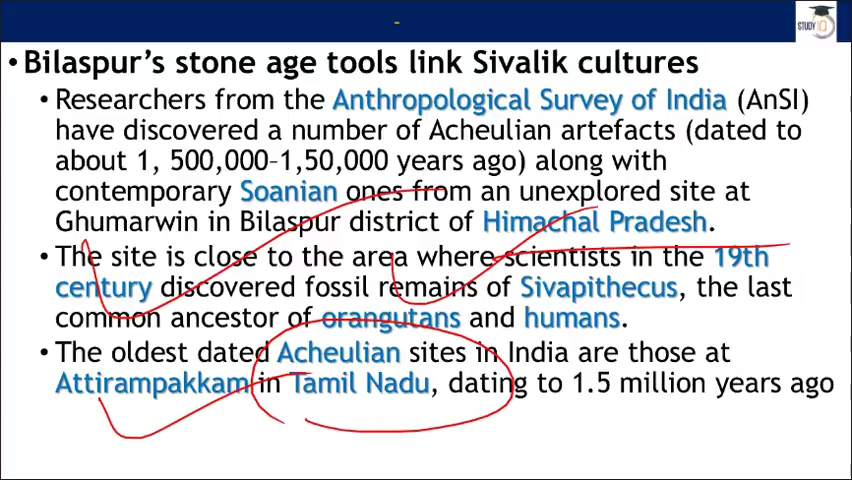 -
STUDY IQ
• Bilaspur’s stone age tools link Sivalik cultures
• Researchers from the Anthropological Survey of India (AnSI)
have discovered a number of Acheulian artefacts (dated to
about 1, 500,000–1,50,000 years ago) along with
contemporary Soanian ones from an unexplored site at
Ghumarwin in Bilaspur district of Himachal Pradesh.
• The site is close to the area where scientists in the 19th
century discovered fossil remains of Sivapithecus, the last
common ancestor of orangutans and humans.
• The oldest dated Acheulian sites in India are those at
Attirampakkam in Tamil Nadu, dating to 1.5 million years ago